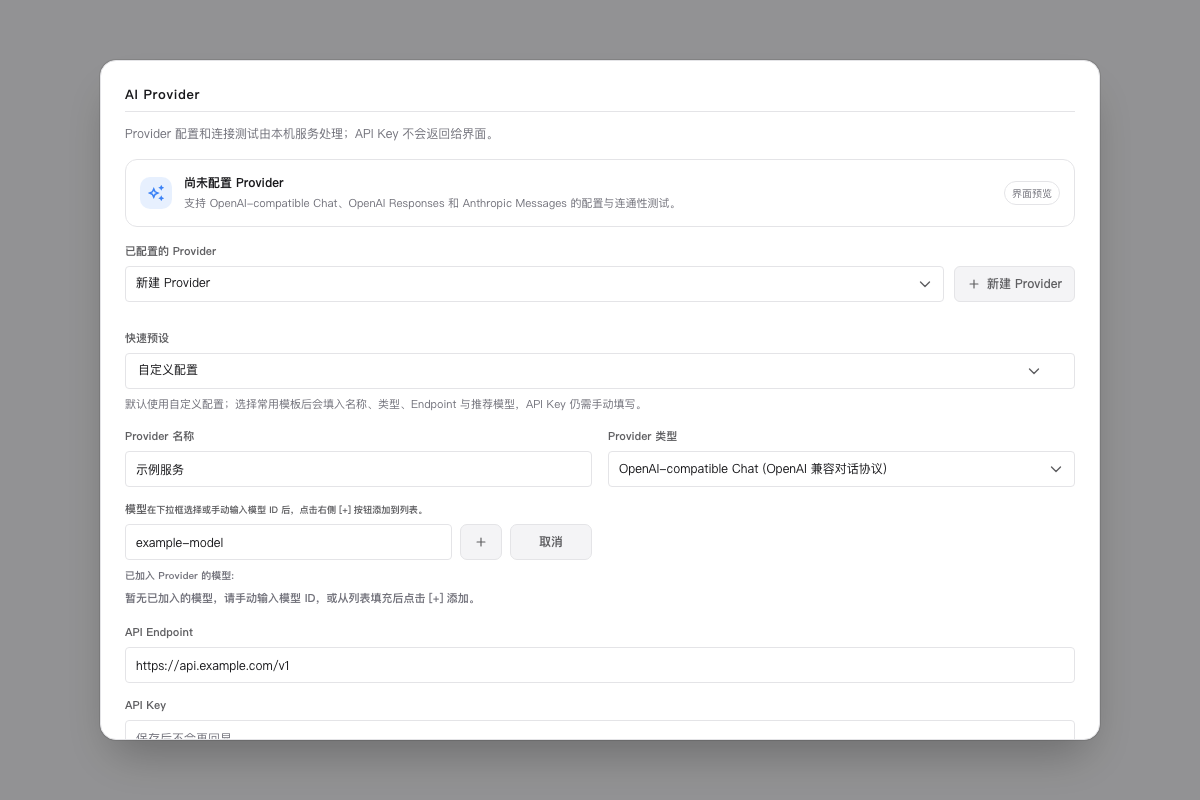 AI Provider
Provider 配置和连接测试由本机服务处理；API Key 不会返回给界面。
尚未配置 Provider
支持 OpenAI-compatible Chat、OpenAI Responses 和 Anthropic Messages 的配置与连通性测试。
界面预览
已配置的 Provider
新建 Provider
+ 新建 Provider
快速预设
自定义配置
默认使用自定义配置；选择常用模板后会填入名称、类型、Endpoint 与推荐模型，API Key 仍需手动填写。
Provider 名称
Provider 类型
示例服务
OpenAI-compatible Chat (OpenAI 兼容对话协议)
模型在下拉框选择或手动输入模型 ID 后，点击右侧 [+] 按钮添加到列表。
example-model
+
取消
已加入 Provider 的模型:
暂无已加入的模型，请手动输入模型 ID，或从列表填充后点击 [+] 添加。
API Endpoint
https://api.example.com/v1
API Key
保存后不会再回显